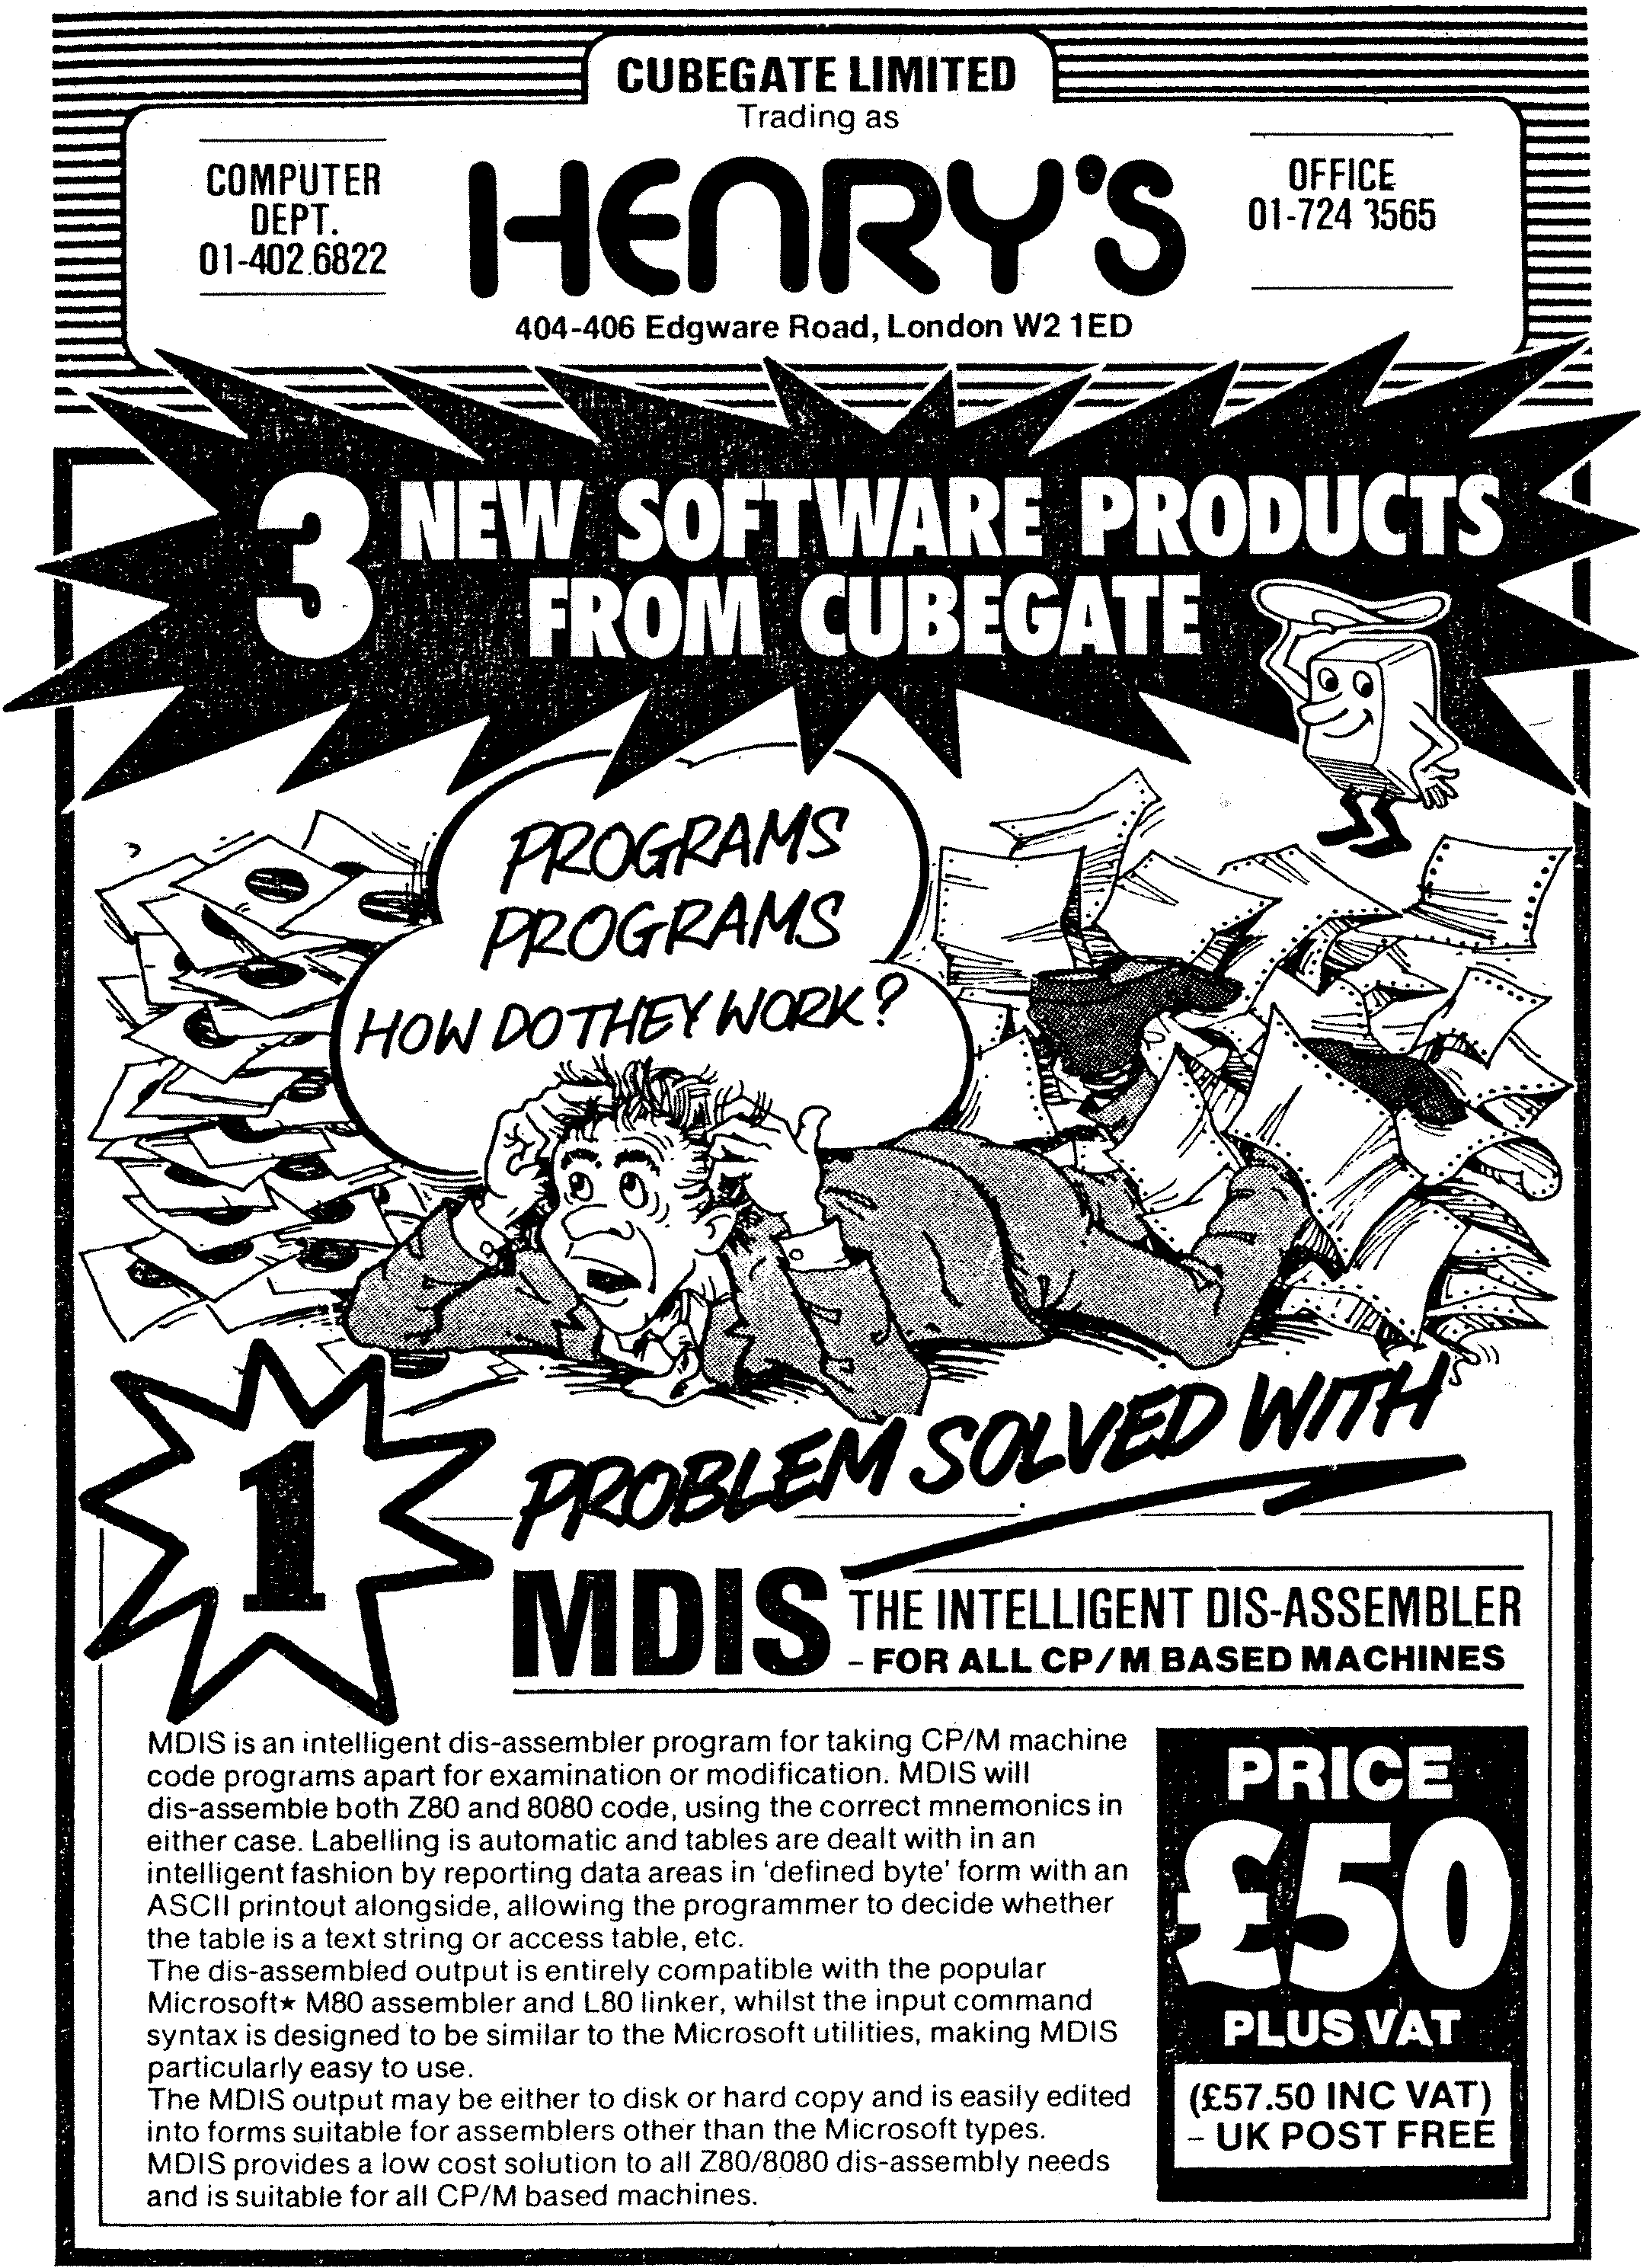 CUBEGATE LIMITED
Trading as
HENRY'S
COMPUTER
DEPT.
01-402.6822
OFFICE
01-724 3565
404-406 Edgware Road, London W2 1ED
3 NEW SOFTWARE PRODUCTS
FROM CUBEGATE
PROGRAMS
PROGRAMS
HOW DO THEY WORK?
1
PROBLEM SOLVED WITH
MDIS THE INTELLIGENT DIS-ASSEMBLER
- FOR ALL CP/M BASED MACHINES
MDIS is an intelligent dis-assembler program for taking CP/M machine
code programs apart for examination or modification. MDIS will
dis-assemble both Z80 and 8080 code, using the correct mnemonics in
either case. Labelling is automatic and tables are dealt with in an
intelligent fashion by reporting data areas in 'defined byte' form with an
ASCII printout alongside, allowing the programmer to decide whether
the table is a text string or access table, etc.
The dis-assembled output is entirely compatible with the popular
Microsoft★ M80 assembler and L80 linker, whilst the input command
syntax is designed to be similar to the Microsoft utilities, making MDIS
particularly easy to use.
The MDIS output may be either to disk or hard copy and is easily edited
into forms suitable for assemblers other than the Microsoft types.
MDIS provides a low cost solution to all Z80/8080 dis-assembly needs
and is suitable for all CP/M based machines.
PRICE
£50
PLUS VAT
(£57.50 INC VAT)
- UK POST FREE